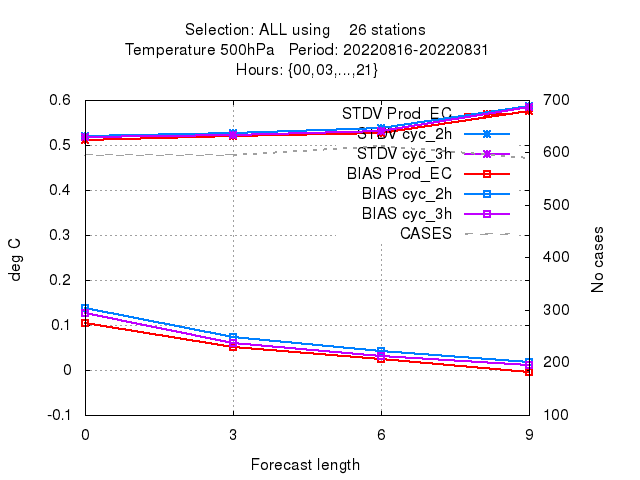 Selection: ALL using 26 stations
Temperature 500hPa Period: 20220816-20220831
Hours: {00,03,...,21}
0.6
0.5
0.4
0.3
0.2
0.1
0
-0.1
deg C
700
600
500
400
300
200
100
No cases
STDV Prod_EC
STDV cyc_2h
STDV cyc_3h
BIAS Prod_EC
BIAS cyc_2h
BIAS cyc_3h
CASES
0 3 6 9
Forecast length